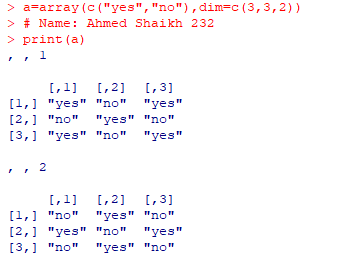 > a=array(c("yes","no"),dim=c(3,3,2))
> # Name: Ahmed Shaikh 232
> print(a)
, , 1
     [,1]  [,2]  [,3]
[1,] "yes" "no"  "yes"
[2,] "no"  "yes" "no"
[3,] "yes" "no"  "yes"
, , 2
     [,1]  [,2]  [,3]
[1,] "no"  "yes" "no"
[2,] "yes" "no"  "yes"
[3,] "no"  "yes" "no"